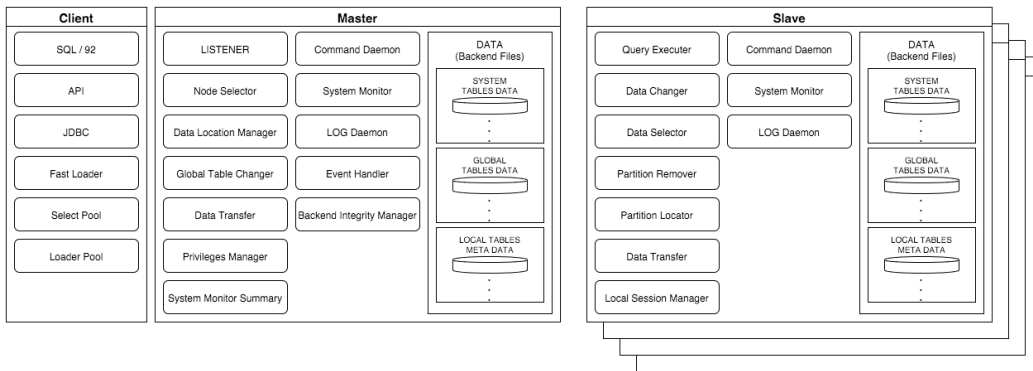 Client
SQL / 92
API
JDBC
Fast Loader
Select Pool
Loader Pool
Master
LISTENER
Node Selector
Data Location Manager
Global Table Changer
Data Transfer
Privileges Manager
System Monitor Summary
Command Daemon
System Monitor
LOG Daemon
Event Handler
Backend Integrity Manager
DATA
(Backend Files)
SYSTEM
TABLES DATA
GLOBAL
TABLES DATA
LOCAL TABLES
META DATA
Slave
Query Executer
Data Changer
Data Selector
Partition Remover
Partition Locator
Data Transfer
Local Session Manager
Command Daemon
System Monitor
LOG Daemon
DATA
(Backend Files)
SYSTEM
TABLES DATA
GLOBAL
TABLES DATA
LOCAL TABLES
META DATA